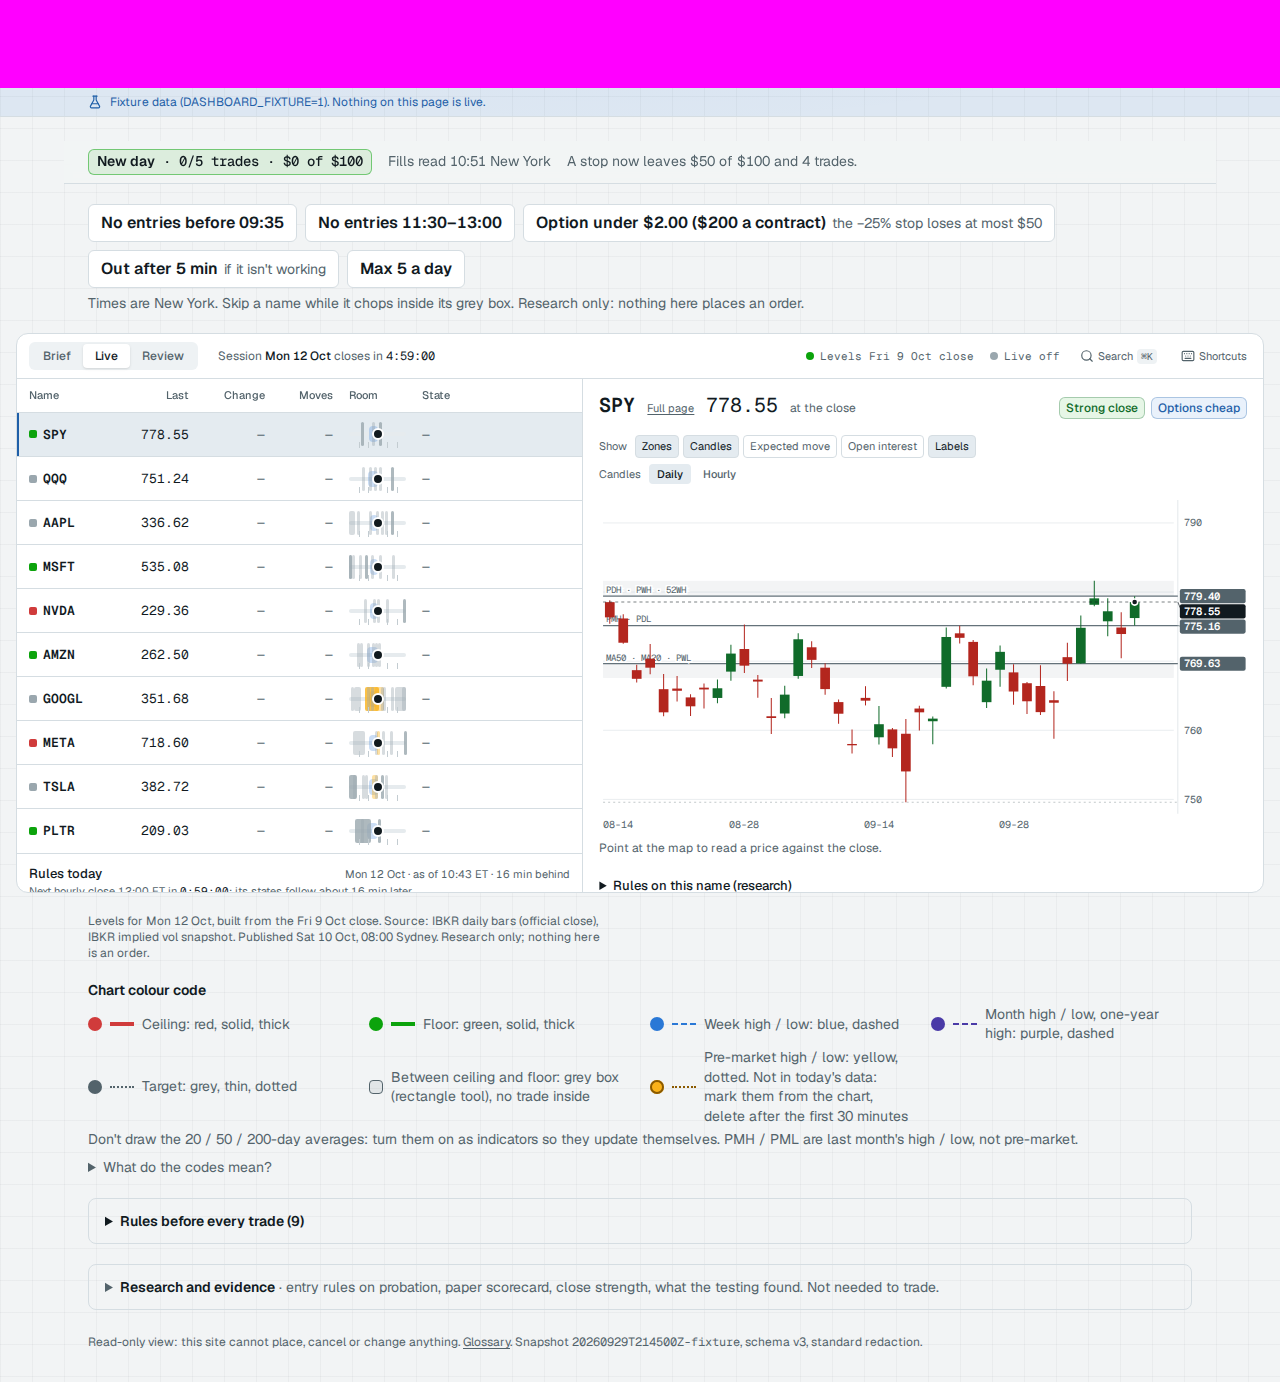 Fixture data (DASHBOARD_FIXTURE=1). Nothing on this page is live.
New day · 0/5 trades · $0 of $100 Fills read 10:51 New York A stop now leaves $50 of $100 and 4 trades.
No entries before 09:35 No entries 11:30–13:00 Option under $2.00 ($200 a contract) the −25% stop loses at most $50
Out after 5 min if it isn't working Max 5 a day
Times are New York. Skip a name while it chops inside its grey box. Research only: nothing here places an order.
Brief Live Review Session Mon 12 Oct closes in 4:59:00 Levels Fri 9 Oct close Live off Search ⌘K Shortcuts
Name Last Change Moves Room State
SPY 778.55 – – –
QQQ 751.24 – – –
AAPL 336.62 – – –
MSFT 535.08 – – –
NVDA 229.36 – – –
AMZN 262.50 – – –
GOOGL 351.68 – – –
META 718.60 – – –
TSLA 382.72 – – –
PLTR 209.03 – – –
Rules today Mon 12 Oct · as of 10:43 ET · 16 min behind
Next hourly close 12:00 ET in 0:59:00; its states follow about 16 min later
SPY Full page 778.55 at the close Strong close Options cheap
Show Zones Candles Expected move Open interest Labels
Candles Daily Hourly
790
PDH · PWH · 52WH
779.40
778.55
PDL
775.16
MA50 · MA20 · PWL
769.63
760
750
08-14 08-28 09-14 09-28
Point at the map to read a price against the close.
Rules on this name (research)
Levels for Mon 12 Oct, built from the Fri 9 Oct close. Source: IBKR daily bars (official close),
IBKR implied vol snapshot. Published Sat 10 Oct, 08:00 Sydney. Research only; nothing here
is an order.
Chart colour code
Ceiling: red, solid, thick
Floor: green, solid, thick
Week high / low: blue, dashed
Month high / low, one-year
high: purple, dashed
Target: grey, thin, dotted
Between ceiling and floor: grey box
(rectangle tool), no trade inside
Pre-market high / low: yellow,
dotted. Not in today's data:
mark them from the chart,
delete after the first 30 minutes
Don't draw the 20 / 50 / 200-day averages: turn them on as indicators so they update themselves. PMH / PML are last month's high / low, not pre-market.
What do the codes mean?
Rules before every trade (9)
Research and evidence · entry rules on probation, paper scorecard, close strength, what the testing found. Not needed to trade.
Read-only view: this site cannot place, cancel or change anything. Glossary. Snapshot 20260929T214500Z-fixture, schema v3, standard redaction.